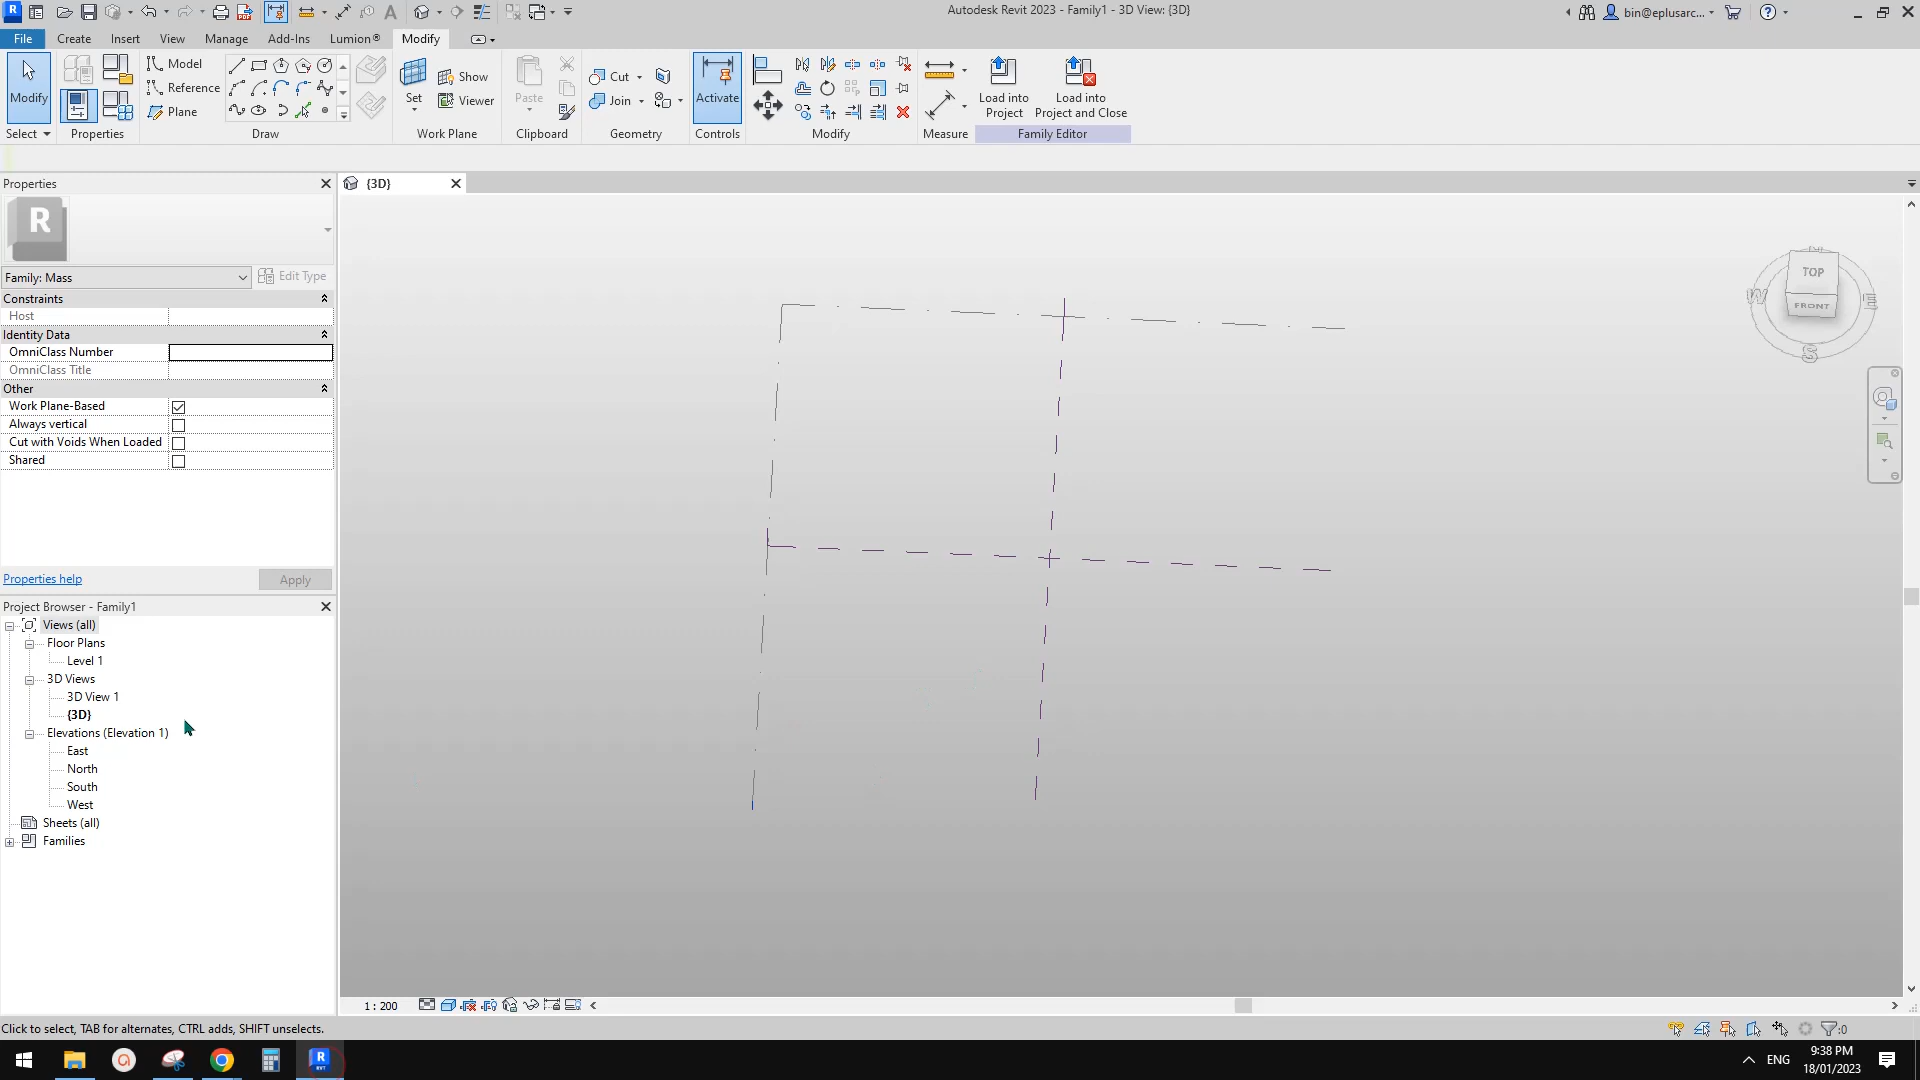 Autodesk Revit 2023 - Family1 - 3D View: {3D}
bin@eplusarc...
File Create Insert View Manage Add-Ins Lumion® Modify
Modify
Select
Properties
Model
Reference
Plane
Draw
Set
Show
Viewer
Work Plane
Paste
Clipboard
Cut
Join
Geometry
Activate
Controls
Modify
Measure
Load into
Project
Load into
Project and Close
Family Editor
Properties
{3D}
R
Family: Mass
Edit Type
Constraints
Host
Identity Data
OmniClass Number
OmniClass Title
Other
Work Plane-Based
Always vertical
Cut with Voids When Loaded
Shared
Properties help
Apply
TOP
FRONT
W
E
S
Project Browser - Family1
Views (all)
Floor Plans
Level 1
3D Views
3D View 1
{3D}
Elevations (Elevation 1)
East
North
South
West
Sheets (all)
Families
1 : 200
Click to select, TAB for alternates, CTRL adds, SHIFT unselects.
:0
ENG
9:38 PM
18/01/2023